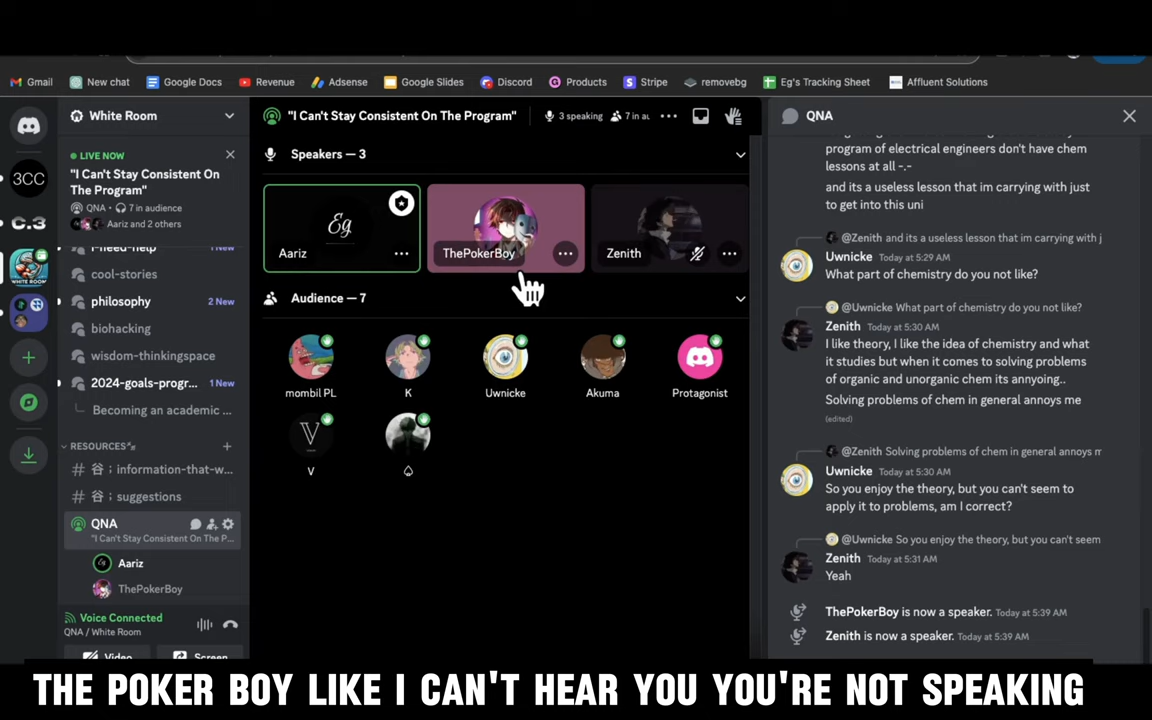 Gmail
New chat
Google Docs
Revenue
Adsense
Google Slides
Discord
Products
Stripe
removebg
Eg's Tracking Sheet
Affluent Solutions
3CC
C.3
WHITE ROOM
White Room
LIVE NOW
"I Can't Stay Consistent On
The Program"
QNA • 7 in audience
Aariz and 2 others
i-need-help
1 New
cool-stories
philosophy
2 New
biohacking
wisdom-thinkingspace
2024-goals-progr...
1 New
Becoming an academic ...
RESOURCES
# 谷 ; information-that-w...
# 谷 ; suggestions
QNA
"I Can't Stay Consistent On The P...
Aariz
ThePokerBoy
Voice Connected
QNA / White Room
Video
Screen
"I Can't Stay Consistent On The Program"
3 speaking
7 in au
Speakers — 3
Eg
Aariz
ThePokerBoy
Zenith
Audience — 7
mombil PL
K
Uwnicke
Akuma
Protagonist
V
V
♤
QNA
program of electrical engineers don't have chem
lessons at all -.-
and its a useless lesson that im carrying with just
to get into this uni
@Zenith and its a useless lesson that im carrying with j
Uwnicke Today at 5:29 AM
What part of chemistry do you not like?
@Uwnicke What part of chemistry do you not like?
Zenith Today at 5:30 AM
I like theory, I like the idea of chemistry and what
it studies but when it comes to solving problems
of organic and unorganic chem its annyoing..
Solving problems of chem in general annoys me
(edited)
@Zenith Solving problems of chem in general annoys m
Uwnicke Today at 5:30 AM
So you enjoy the theory, but you can't seem to
apply it to problems, am I correct?
@Uwnicke So you enjoy the theory, but you can't seem
Zenith Today at 5:31 AM
Yeah
ThePokerBoy is now a speaker. Today at 5:39 AM
Zenith is now a speaker. Today at 5:39 AM
THE POKER BOY LIKE I CAN'T HEAR YOU YOU'RE NOT SPEAKING